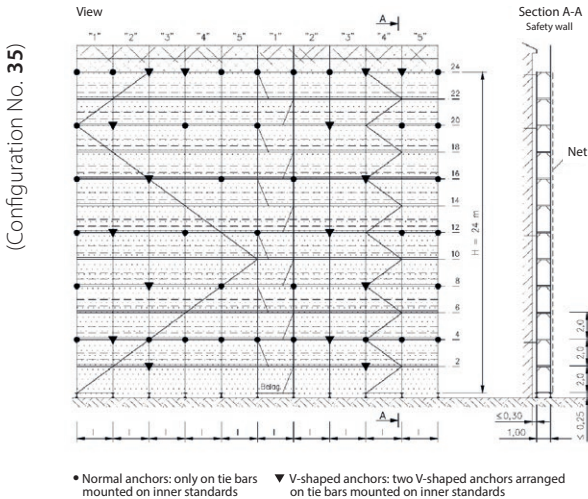 (Configuration No. 35)
View
Section A-A
Safety wall
A
"1" "2" "3" "4" "5" "1" "2" "3" "4" "5"
24
22
20
18
16
14
12
10
8
6
4
2
H = 24 m
Net
2,0
2,0
2,0
≤ 0,25
A
≤ 0,30
1,00
l l l l l l l l l l
• Normal anchors: only on tie bars
mounted on inner standards
▼ V-shaped anchors: two V-shaped anchors arranged
on tie bars mounted on inner standards